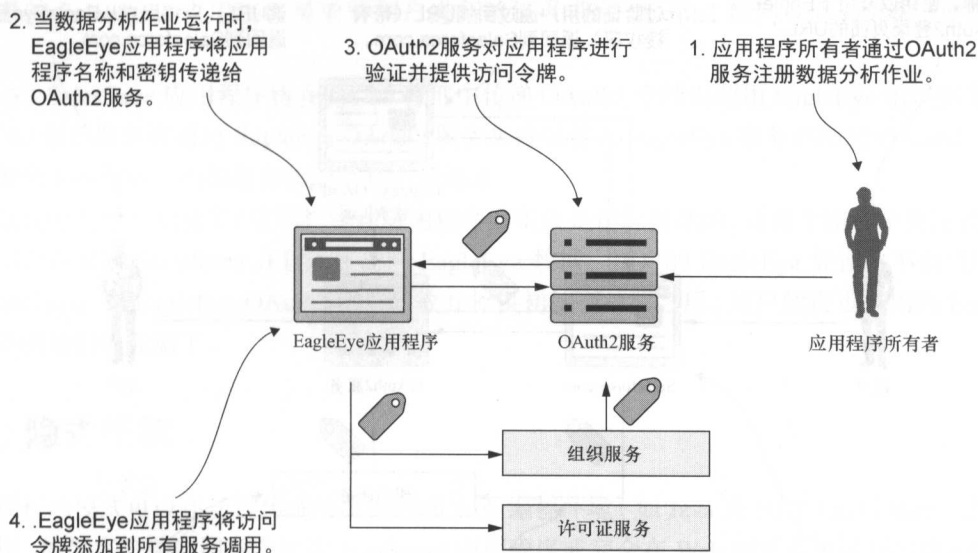 2. 当数据分析作业运行时,
EagleEye应用程序将应用
程序名称和密钥传递给
OAuth2服务。
3. OAuth2服务对应用程序进行
验证并提供访问令牌。
1. 应用程序所有者通过OAuth2
服务注册数据分析作业。
EagleEye应用程序
OAuth2服务
应用程序所有者
组织服务
许可证服务
4. .EagleEye应用程序将访问
令牌添加到所有服务调用。